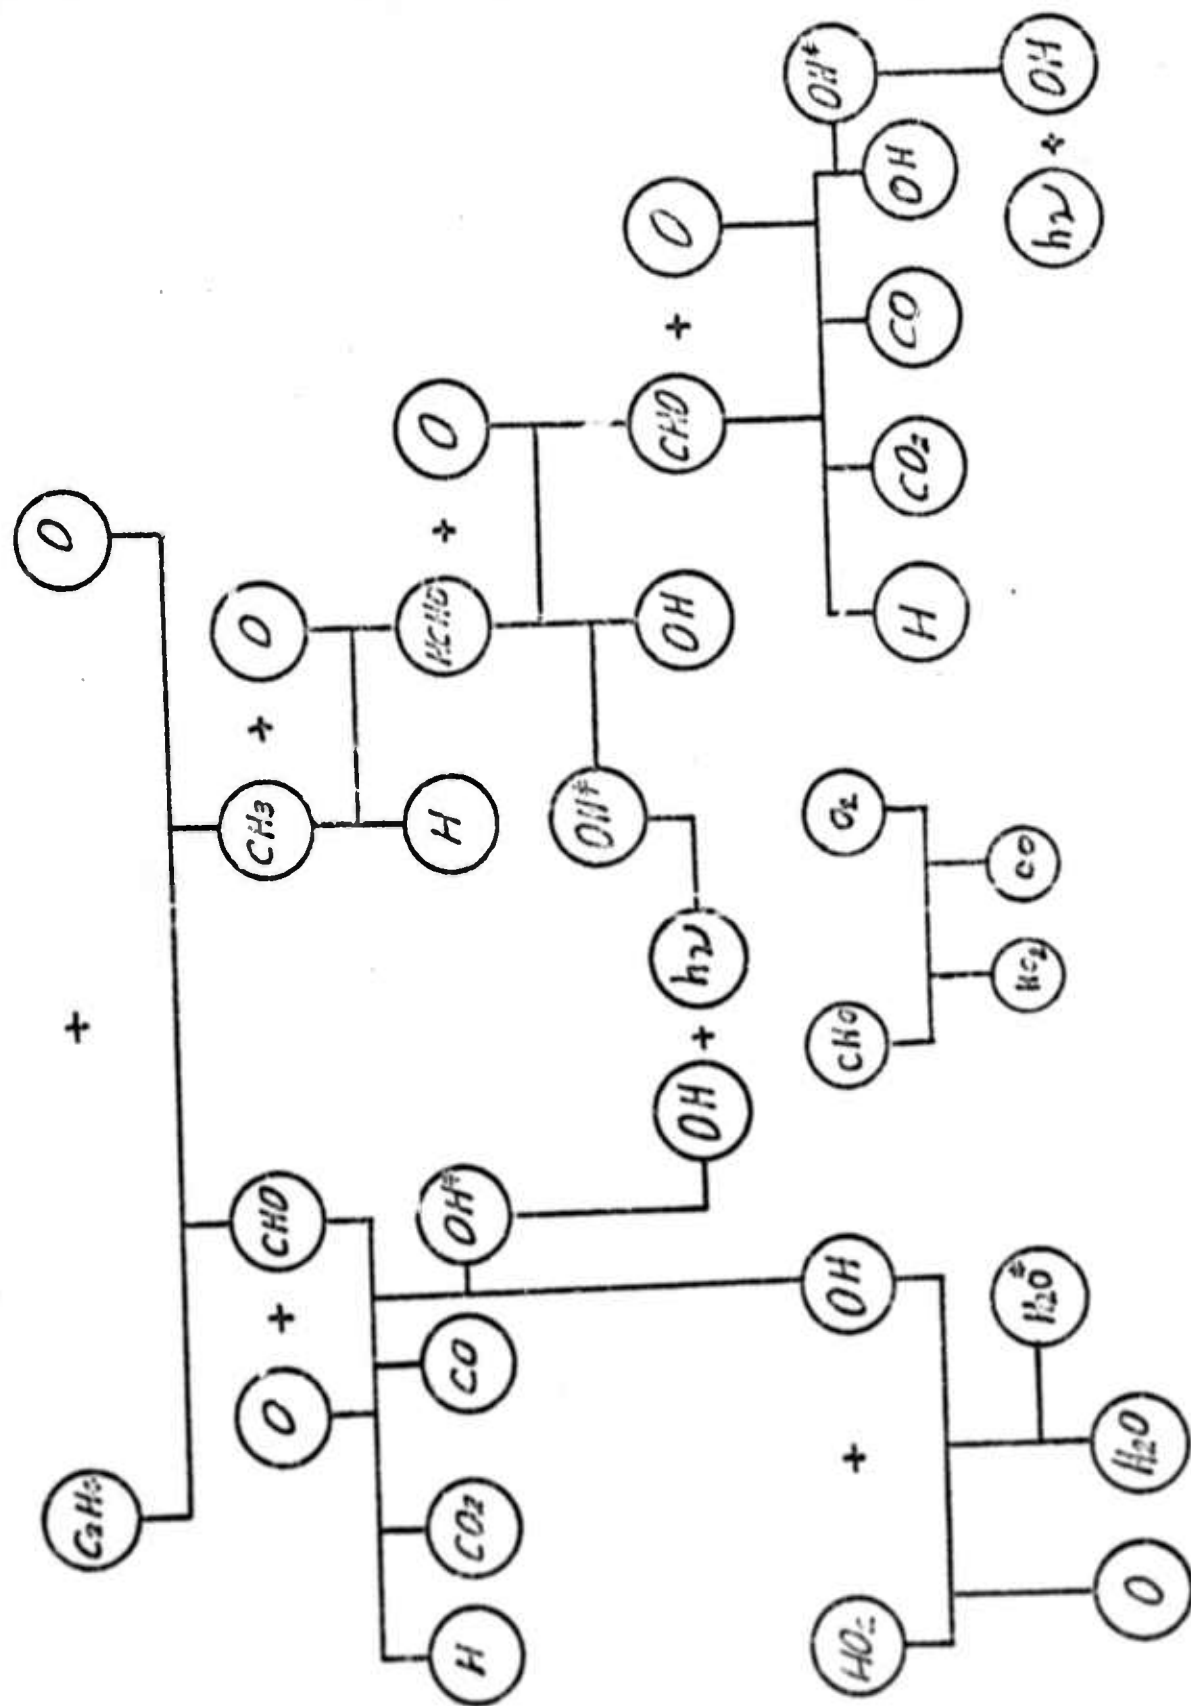 + O
O + CHO
CH3 + O
H CO2 CO OH*
H HCHO + O
OH* OH CHO + O
OH + hν
H CO2 CO OH OH*
hν + OH
CHO O2
HO2 CO
HO2 + OH
O H2O H2O*